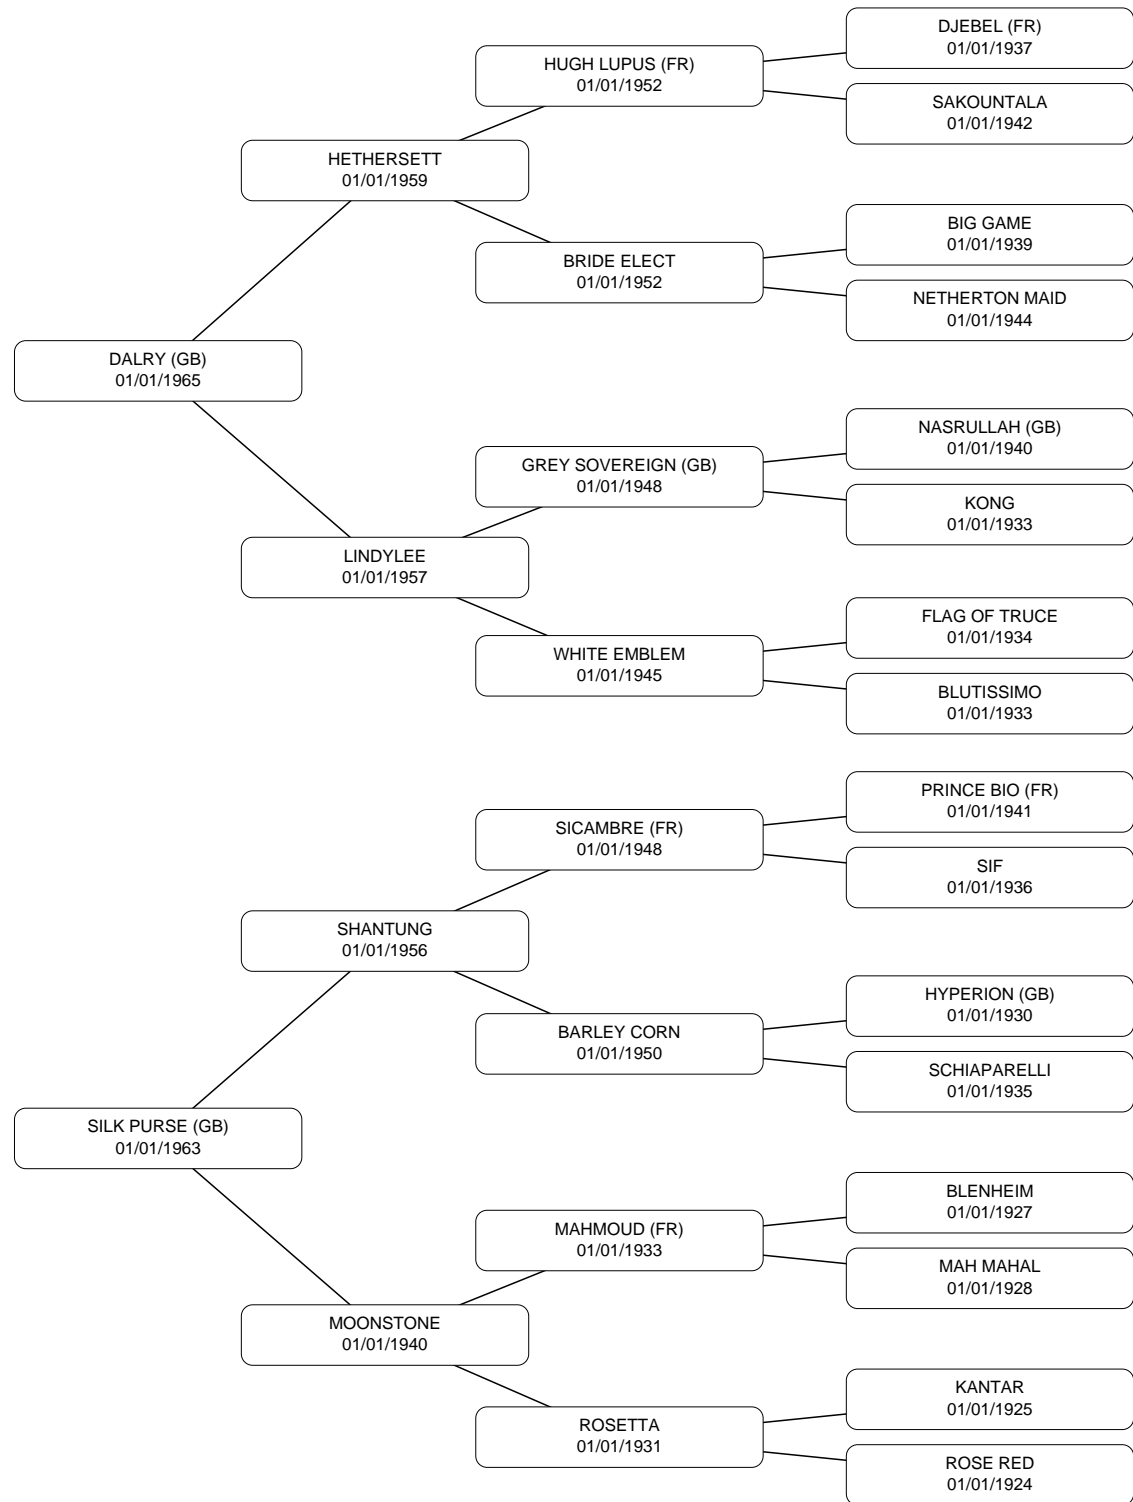 DJEBEL (FR)
01/01/1937
HUGH LUPUS (FR)
01/01/1952
SAKOUNTALA
01/01/1942
HETHERSETT
01/01/1959
BIG GAME
01/01/1939
BRIDE ELECT
01/01/1952
NETHERTON MAID
01/01/1944
DALRY (GB)
01/01/1965
NASRULLAH (GB)
01/01/1940
GREY SOVEREIGN (GB)
01/01/1948
KONG
01/01/1933
LINDYLEE
01/01/1957
FLAG OF TRUCE
01/01/1934
WHITE EMBLEM
01/01/1945
BLUTISSIMO
01/01/1933
PRINCE BIO (FR)
01/01/1941
SICAMBRE (FR)
01/01/1948
SIF
01/01/1936
SHANTUNG
01/01/1956
HYPERION (GB)
01/01/1930
BARLEY CORN
01/01/1950
SCHIAPARELLI
01/01/1935
SILK PURSE (GB)
01/01/1963
BLENHEIM
01/01/1927
MAHMOUD (FR)
01/01/1933
MAH MAHAL
01/01/1928
MOONSTONE
01/01/1940
KANTAR
01/01/1925
ROSETTA
01/01/1931
ROSE RED
01/01/1924